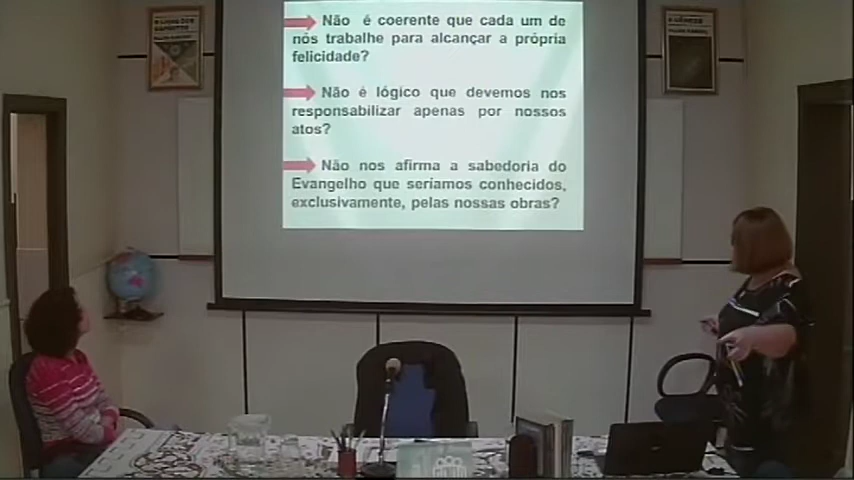 Não é coerente que cada um de
nós trabalhe para alcançar a própria
felicidade?
Não é lógico que devemos nos
responsabilizar apenas por nossos
atos?
Não nos afirma a sabedoria do
Evangelho que seríamos conhecidos,
exclusivamente, pelas nossas obras?